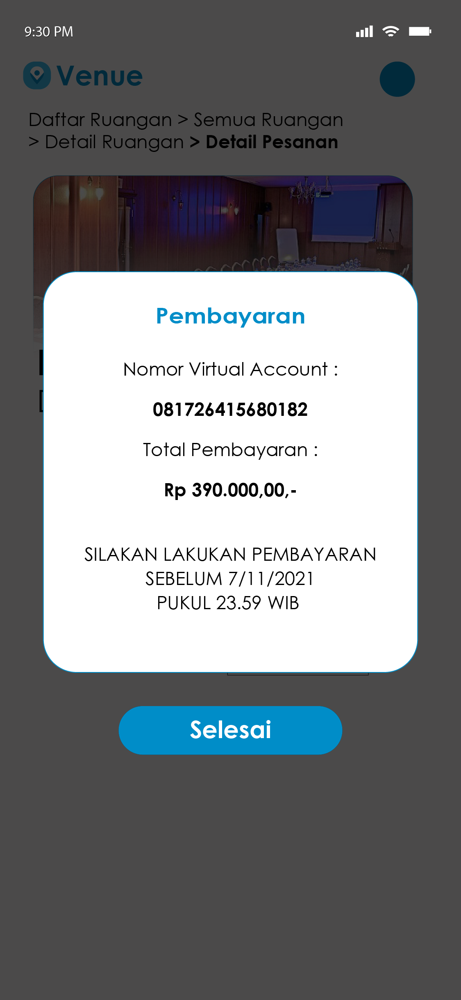 9:30 PM
Venue
Daftar Ruangan > Semua Ruangan
> Detail Ruangan > Detail Pesanan
Pembayaran
Nomor Virtual Account :
081726415680182
Total Pembayaran :
Rp 390.000,00,-
SILAKAN LAKUKAN PEMBAYARAN
SEBELUM 7/11/2021
PUKUL 23.59 WIB
Selesai